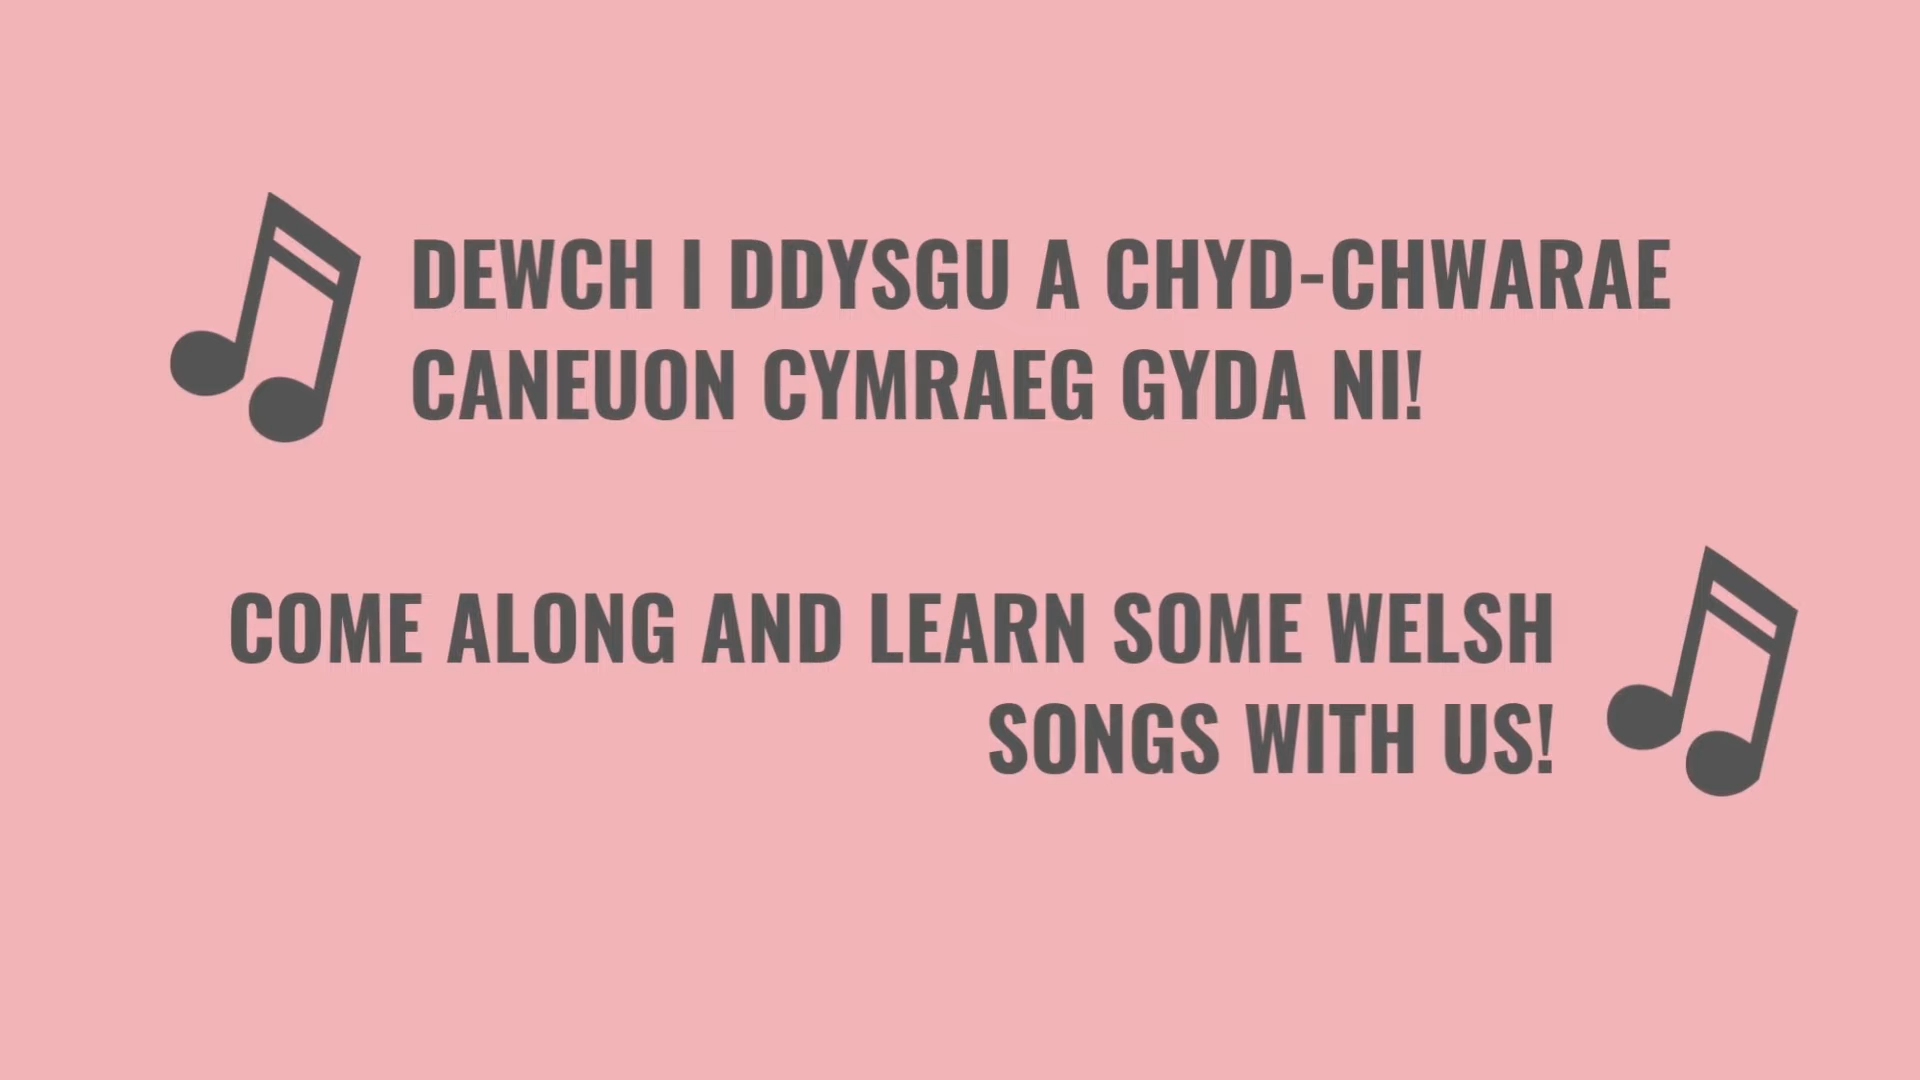 DEWCH I DDYSGU A CHYD-CHWARAE
CANEUON CYMRAEG GYDA NI!
COME ALONG AND LEARN SOME WELSH
SONGS WITH US!